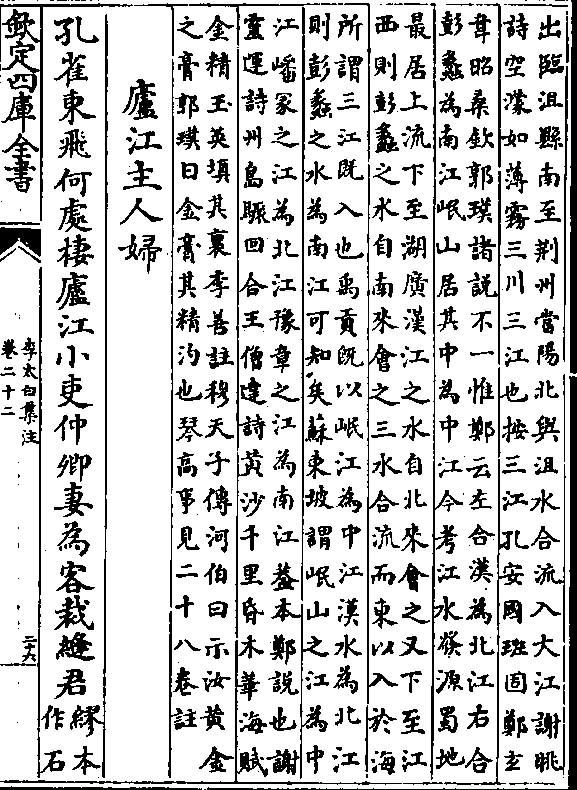 出臨沮縣南至荆州當陽北與沮水合流入大江謝眺
詩空濛如薄霧三川三江也按三江孔安國班固鄭玄
韋昭桑欽郭璞諸說不一惟鄭云左合漢為北江右合
彭蠡為南江岷山居其中為中江今考江水發源蜀地
最居上流下至湖廣漢江之水自北來會之又下至江
西則彭蠡之水自南來會之三水合流而東以入於海
所謂三江既入也禹貢既以岷江為中江漢水為北江
則彭蠡之水為南江可知矣蘇東坡謂岷山之江為中
江嶓冢之江為北江豫章之江為南江葢本鄭說也謝
靈運詩州島驟回合王僧達詩黃沙千里昏木華海賦
金精玉英填其裏李善註穆天子傳河伯曰示汝黃金
之膏郭璞曰金膏其精汋也琴高事見二十八卷註
廬江主人婦
孔雀東飛何處棲廬江小吏仲卿妻為客裁縫君繆本作石
欽定四庫全書
李太白集注
卷二十二
二十六